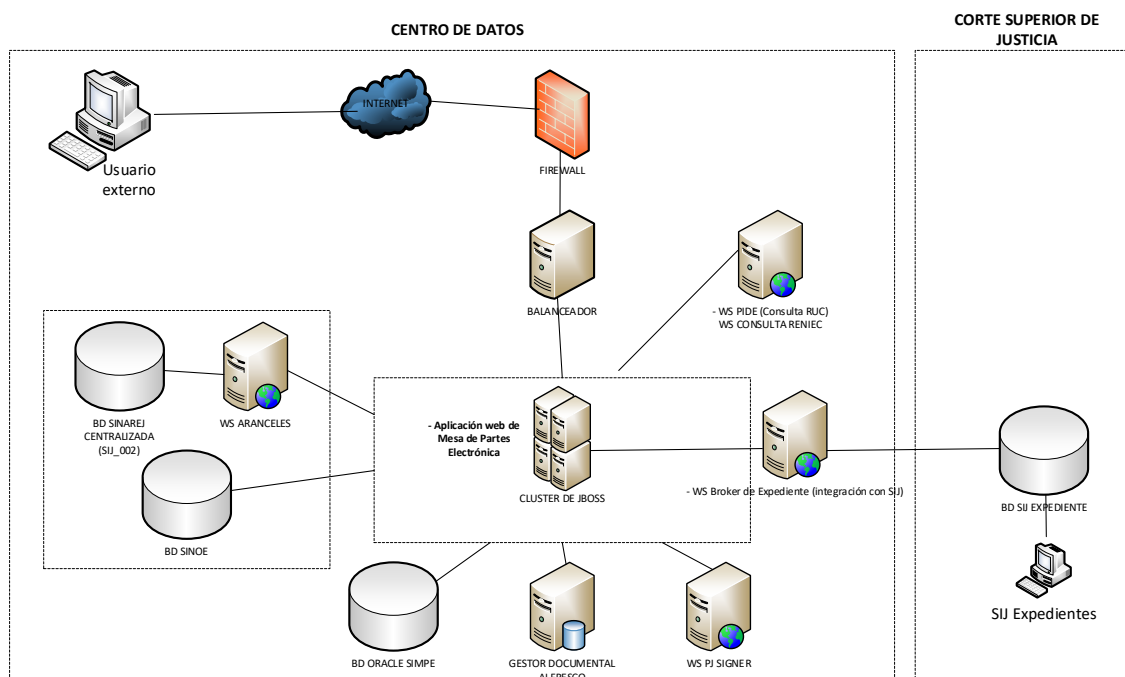 CENTRO DE DATOS
CORTE SUPERIOR DE
JUSTICIA
INTERNET
Usuario
externo
FIREWALL
BALANCEADOR
- WS PIDE (Consulta RUC)
WS CONSULTA RENIEC
BD SINAREJ
CENTRALIZADA
(SIJ_002)
WS ARANCELES
- Aplicación web de
Mesa de Partes
Electrónica
CLUSTER DE JBOSS
- WS Broker de Expediente (integración con SIJ)
BD SIJ EXPEDIENTE
BD SINOE
SIJ Expedientes
BD ORACLE SIMPE
GESTOR DOCUMENTAL
ALFRESCO
WS PJ SIGNER